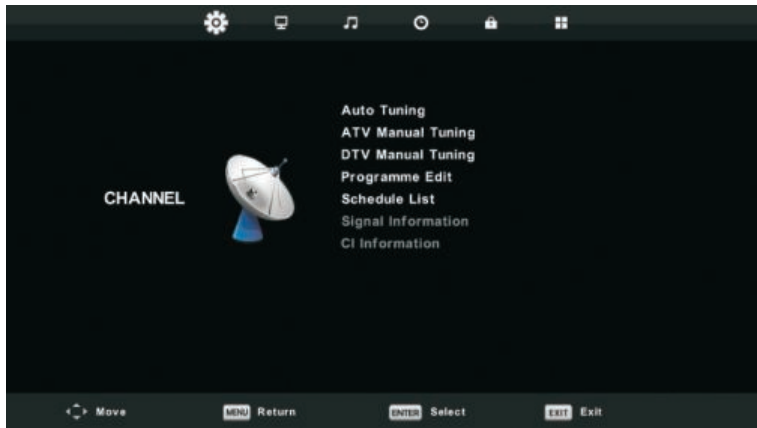 CHANNEL
Auto Tuning
ATV Manual Tuning
DTV Manual Tuning
Programme Edit
Schedule List
Signal Information
CI Information
Move MENU Return ENTER Select EXIT Exit